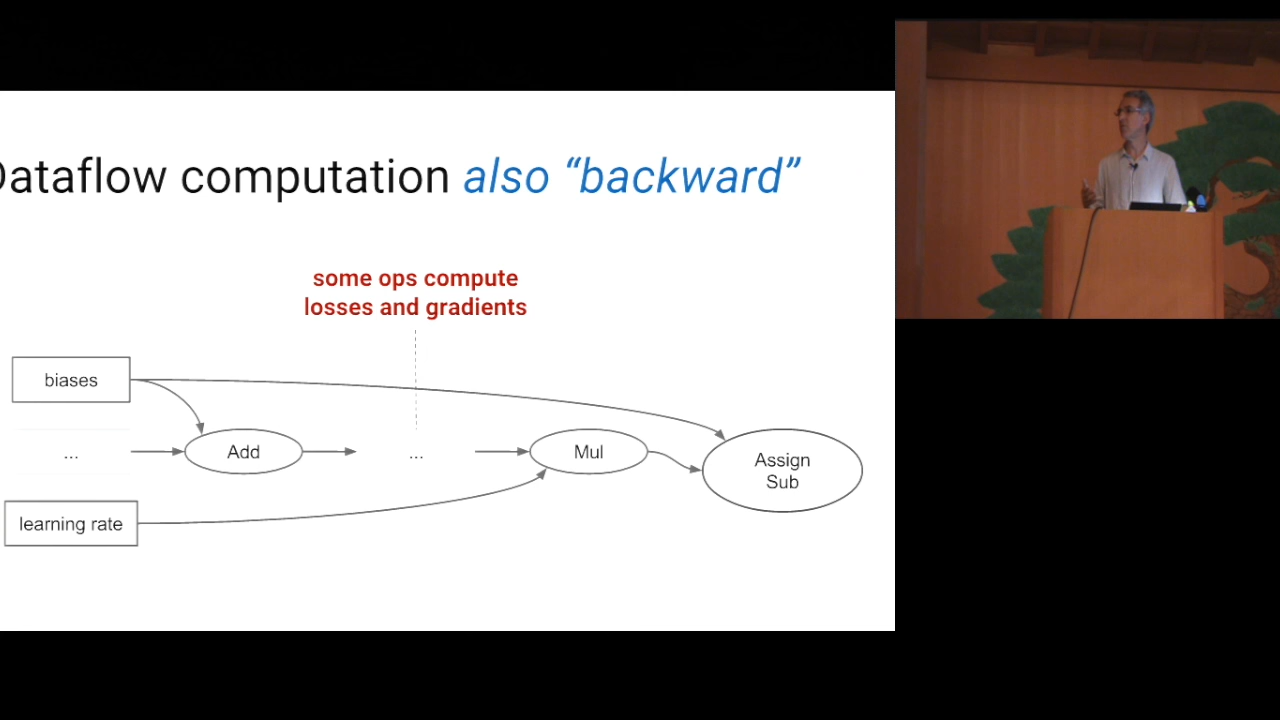 Dataflow computation also “backward”
some ops compute
losses and gradients
biases
...
Add
...
Mul
Assign
Sub
learning rate